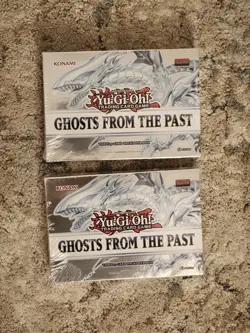 KONAMI
Yu-Gi-Oh!
TRADING CARD GAME
GHOSTS FROM THE PAST
KONAMI
Yu-Gi-Oh!
TRADING CARD GAME
GHOSTS FROM THE PAST